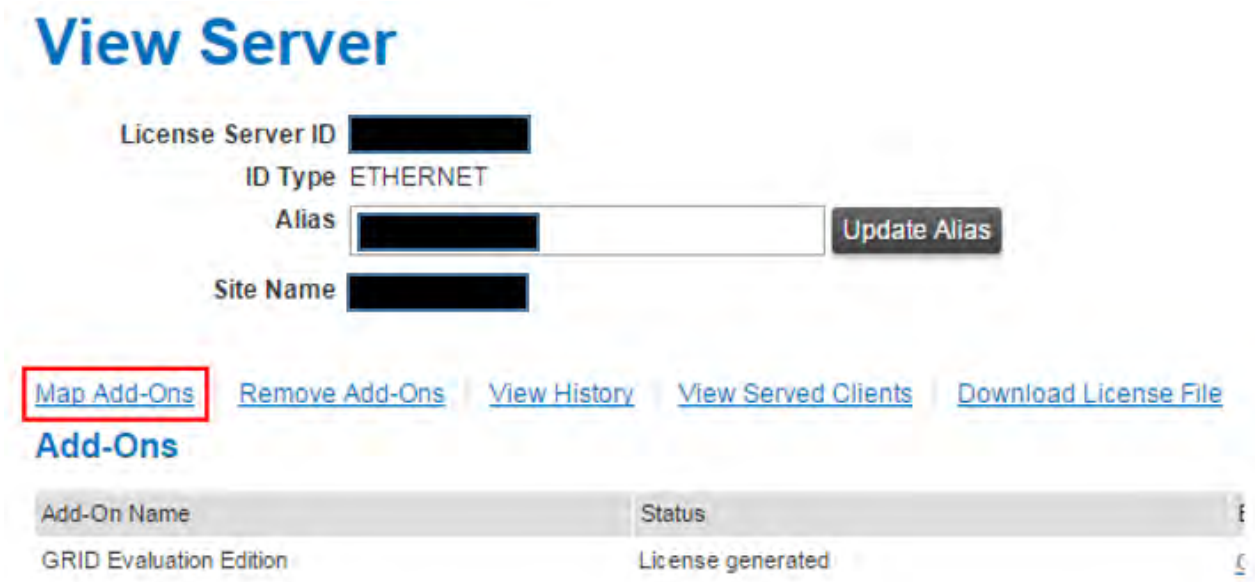 View Server
License Server ID
ID Type ETHERNET
Alias Update Alias
Site Name
Map Add-Ons Remove Add-Ons View History View Served Clients Download License File
Add-Ons
Add-On Name Status
GRID Evaluation Edition License generated